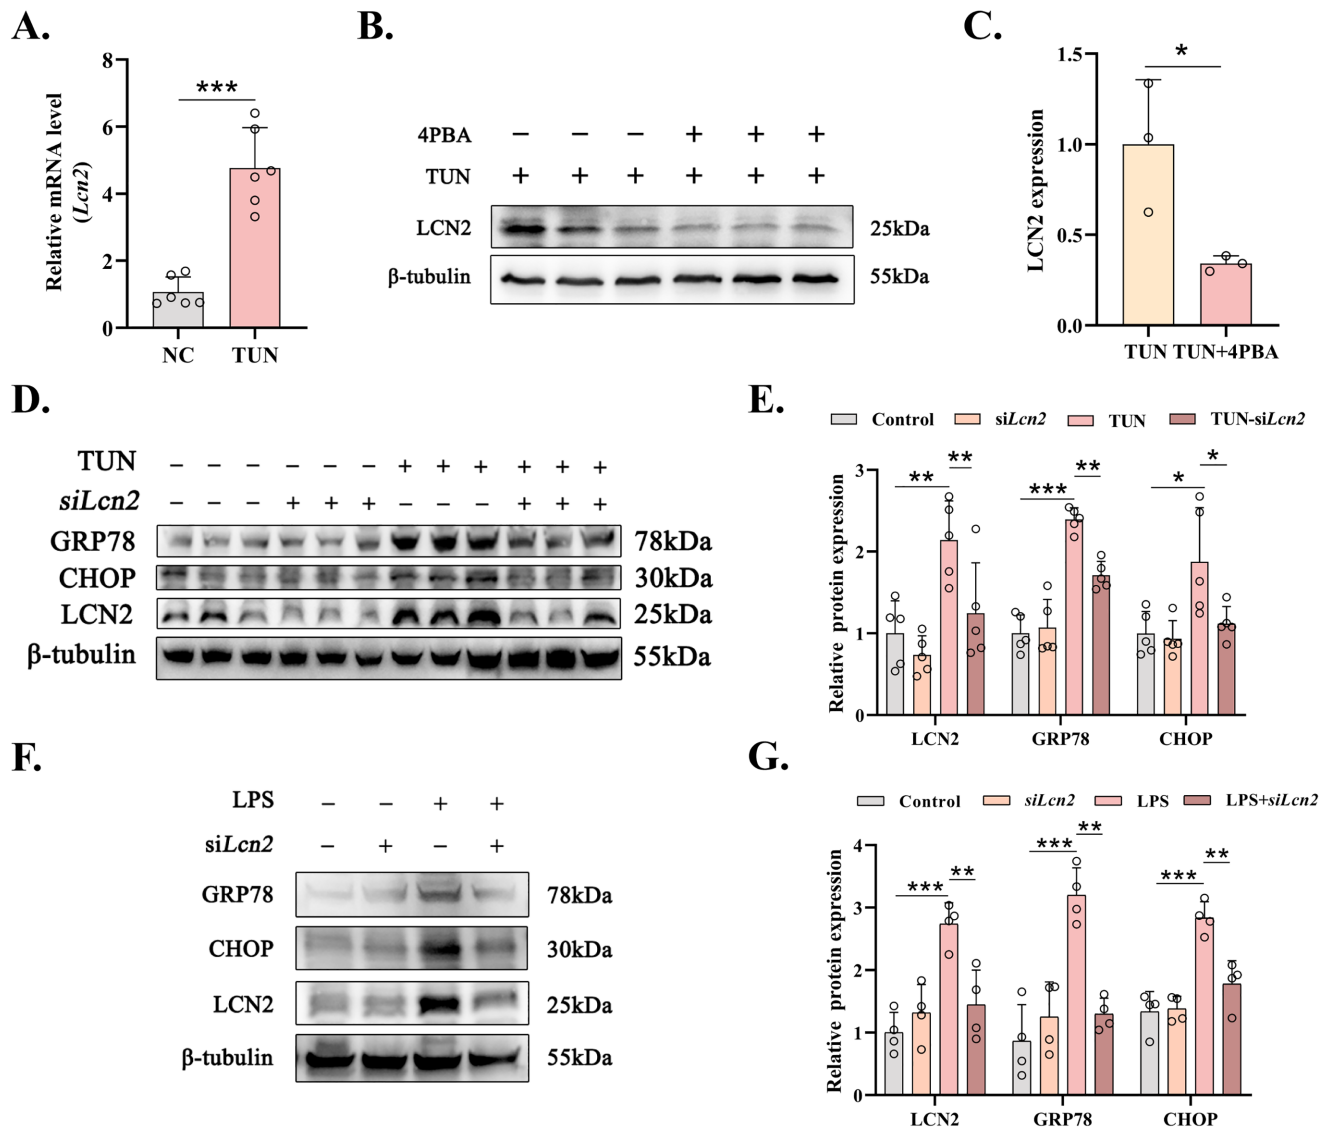 A.
Relative mRNA level
(Lcn2)
8
6
4
2
0
***
NC TUN
B.
4PBA − − − + + +
TUN + + + + + +
LCN2 25kDa
β-tubulin 55kDa
C.
LCN2 expression
1.5
1.0
0.5
0.0
*
TUN TUN+4PBA
D.
TUN − − − − − − + + + + + +
siLcn2 − − − + + + − − − + + +
GRP78 78kDa
CHOP 30kDa
LCN2 25kDa
β-tubulin 55kDa
E.
Control siLcn2 TUN TUN-siLcn2
Relative protein expression
3
2
1
0
** ** *** ** * *
LCN2 GRP78 CHOP
F.
LPS − − + +
siLcn2 − + − +
GRP78 78kDa
CHOP 30kDa
LCN2 25kDa
β-tubulin 55kDa
G.
Control siLcn2 LPS LPS+siLcn2
Relative protein expression
4
3
2
1
0
*** ** *** ** *** **
LCN2 GRP78 CHOP